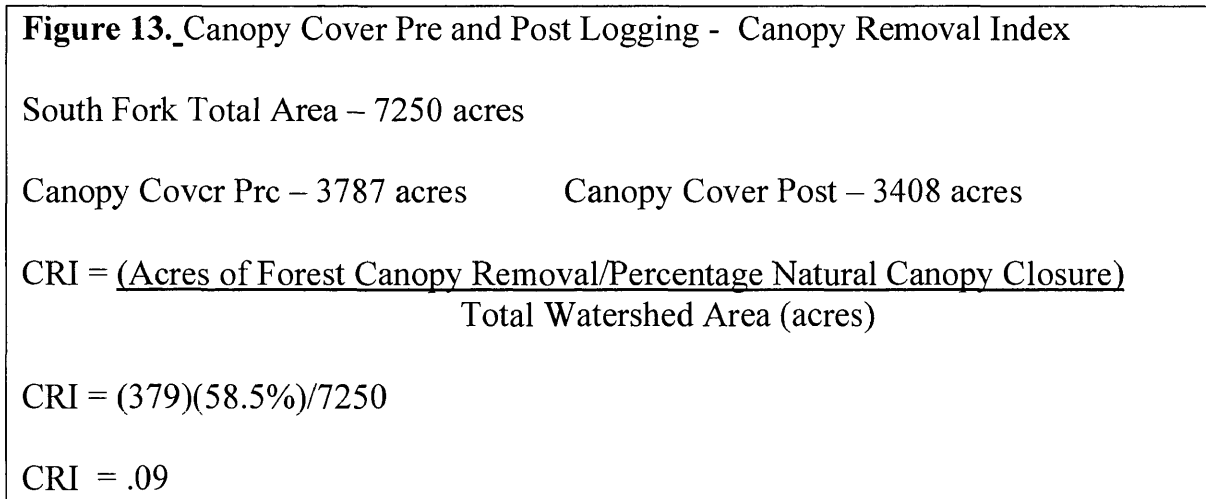 Figure 13. Canopy Cover Pre and Post Logging - Canopy Removal Index
South Fork Total Area – 7250 acres
Canopy Cover Pre – 3787 acres Canopy Cover Post – 3408 acres
CRI = (Acres of Forest Canopy Removal/Percentage Natural Canopy Closure)
Total Watershed Area (acres)
CRI = (379)(58.5%)/7250
CRI = .09